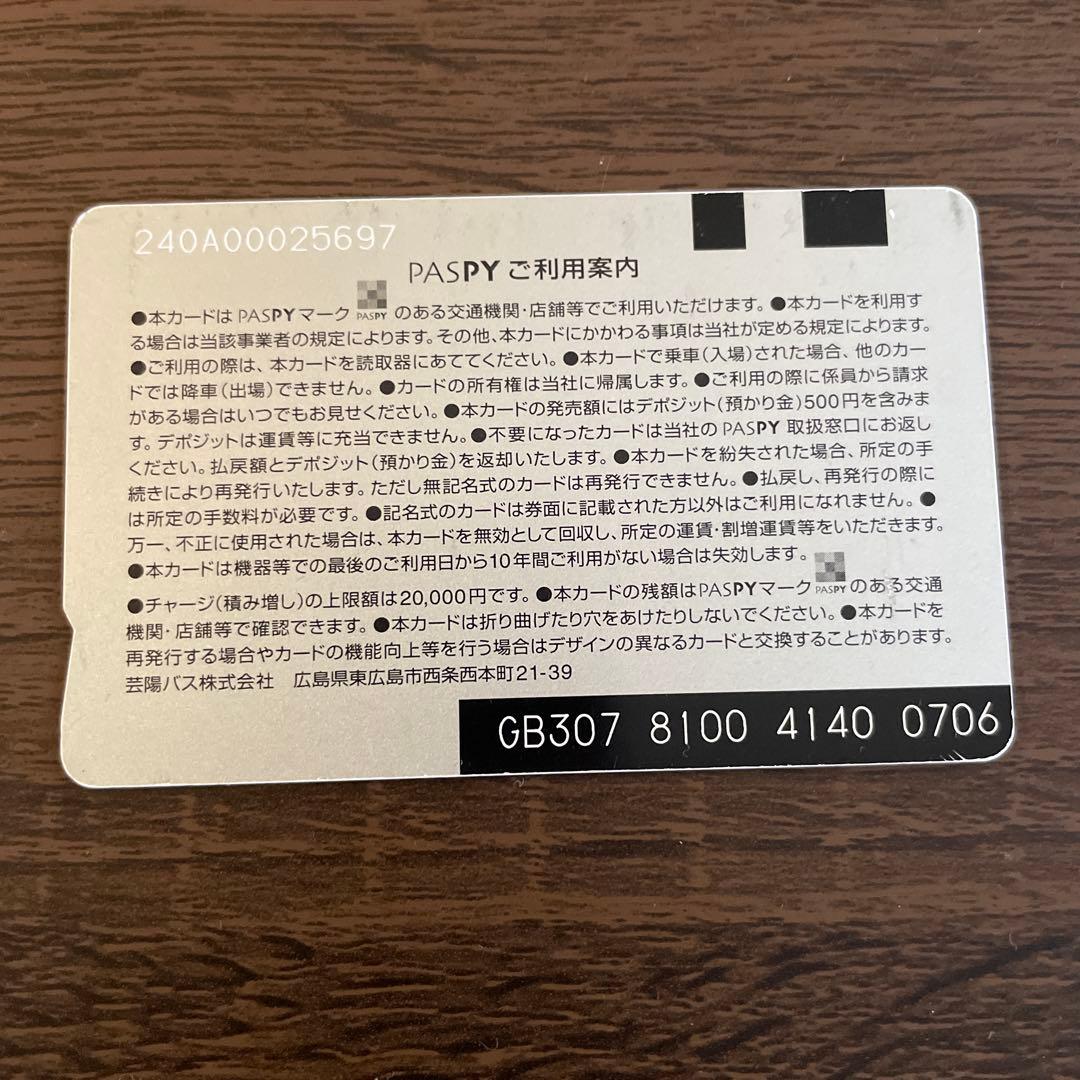 240A00025697
PASPY ご利用案内
●本カードは PASPY マーク PASPY のある交通機関・店舗等でご利用いただけます。●本カードを利用す
る場合は当該事業者の規定によります。その他、本カードにかかわる事項は当社が定める規定によります。
●ご利用の際は、本カードを読取器にあててください。●本カードで乗車(入場)された場合、他のカー
ドでは降車(出場)できません。●カードの所有権は当社に帰属します。●ご利用の際に係員から請求
がある場合はいつでもお見せください。●本カードの発売額にはデポジット(預かり金)500円を含みま
す。デポジットは運賃等に充当できません。●不要になったカードは当社の PASPY 取扱窓口にお返し
ください。払戻額とデポジット(預かり金)を返却いたします。●本カードを紛失された場合、所定の手
続きにより再発行いたします。ただし無記名式のカードは再発行できません。●払戻し、再発行の際に
は所定の手数料が必要です。●記名式のカードは券面に記載された方以外はご利用になれません。●
万一、不正に使用された場合は、本カードを無効として回収し、所定の運賃・割増運賃等をいただきます。
●本カードは機器等での最後のご利用日から10年間ご利用がない場合は失効します。
●チャージ(積み増し)の上限額は20,000円です。●本カードの残額はPASPYマーク PASPY のある交通
機関・店舗等で確認できます。●本カードは折り曲げたり穴をあけたりしないでください。●本カードを
再発行する場合やカードの機能向上等を行う場合はデザインの異なるカードと交換することがあります。
芸陽バス株式会社 広島県東広島市西条西本町21-39
GB307 8100 4140 0706